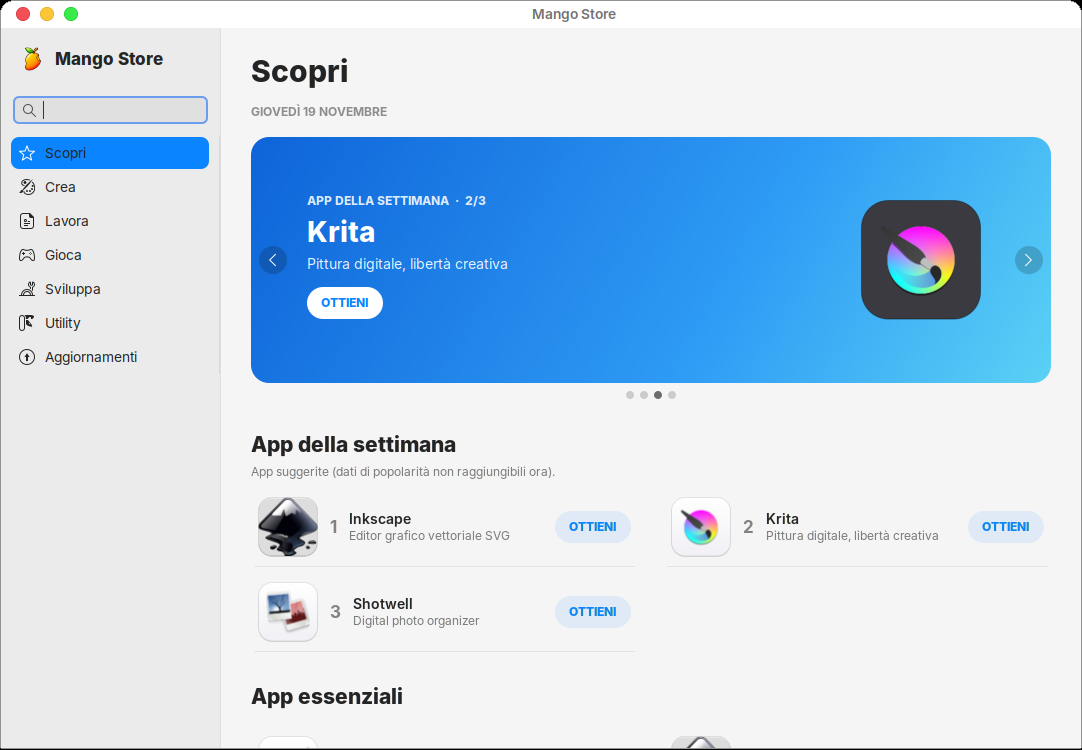 Mango Store
Mango Store
Scopri
Crea
Lavora
Gioca
Sviluppa
Utility
Aggiornamenti
Scopri
GIOVEDÌ 19 NOVEMBRE
APP DELLA SETTIMANA · 2/3
Krita
Pittura digitale, libertà creativa
OTTIENI
App della settimana
App suggerite (dati di popolarità non raggiungibili ora).
1 Inkscape
Editor grafico vettoriale SVG
OTTIENI
2 Krita
Pittura digitale, libertà creativa
OTTIENI
3 Shotwell
Digital photo organizer
OTTIENI
App essenziali